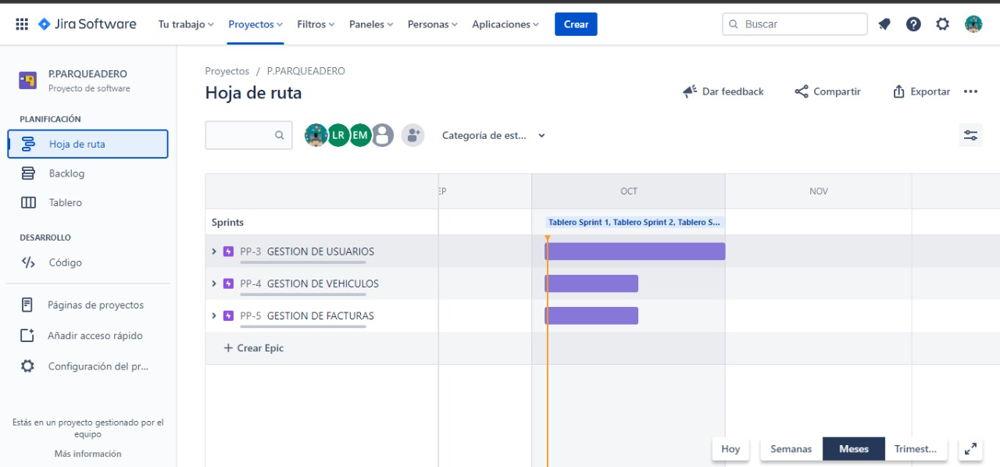 Jira Software
Tu trabajo
Proyectos
Filtros
Paneles
Personas
Aplicaciones
Crear
Buscar
P.PARQUEADERO
Proyecto de software
PLANIFICACIÓN
Hoja de ruta
Backlog
Tablero
DESARROLLO
Código
Páginas de proyectos
Añadir acceso rápido
Configuración del pr...
Estás en un proyecto gestionado por el
equipo
Más información
Proyectos / P.PARQUEADERO
Hoja de ruta
Dar feedback
Compartir
Exportar
LR
EM
Categoría de est...
EP
OCT
NOV
Sprints
Tablero Sprint 1, Tablero Sprint 2, Tablero S...
PP-3 GESTION DE USUARIOS
PP-4 GESTION DE VEHICULOS
PP-5 GESTION DE FACTURAS
+ Crear Epic
Hoy
Semanas
Meses
Trimest...